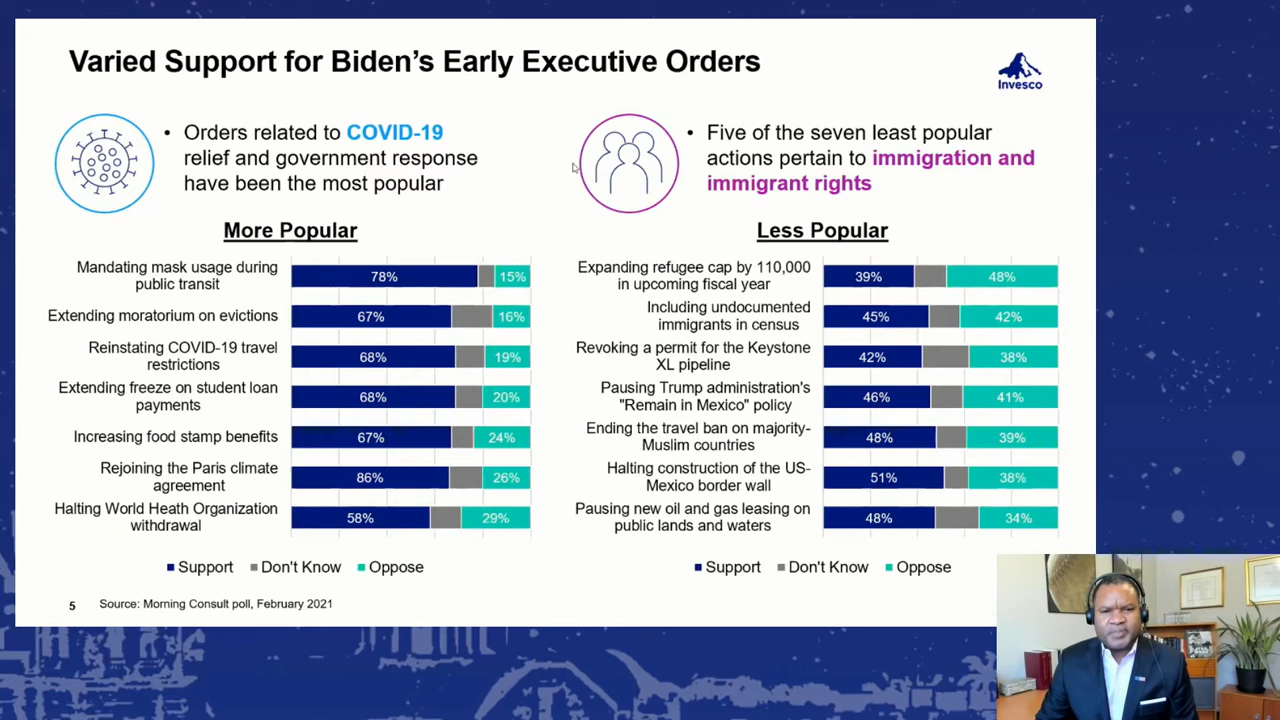 Varied Support for Biden's Early Executive Orders
Invesco
• Orders related to COVID-19
relief and government response
have been the most popular
• Five of the seven least popular
actions pertain to immigration and
immigrant rights
More Popular
Mandating mask usage during
public transit
78%
15%
Extending moratorium on evictions
67%
16%
Reinstating COVID-19 travel
restrictions
68%
19%
Extending freeze on student loan
payments
68%
20%
Increasing food stamp benefits
67%
24%
Rejoining the Paris climate
agreement
86%
26%
Halting World Heath Organization
withdrawal
58%
29%
Support Don't Know Oppose
Less Popular
Expanding refugee cap by 110,000
in upcoming fiscal year
39%
48%
Including undocumented
immigrants in census
45%
42%
Revoking a permit for the Keystone
XL pipeline
42%
38%
Pausing Trump administration's
"Remain in Mexico" policy
46%
41%
Ending the travel ban on majority-
Muslim countries
48%
39%
Halting construction of the US-
Mexico border wall
51%
38%
Pausing new oil and gas leasing on
public lands and waters
48%
34%
Support Don't Know Oppose
5 Source: Morning Consult poll, February 2021